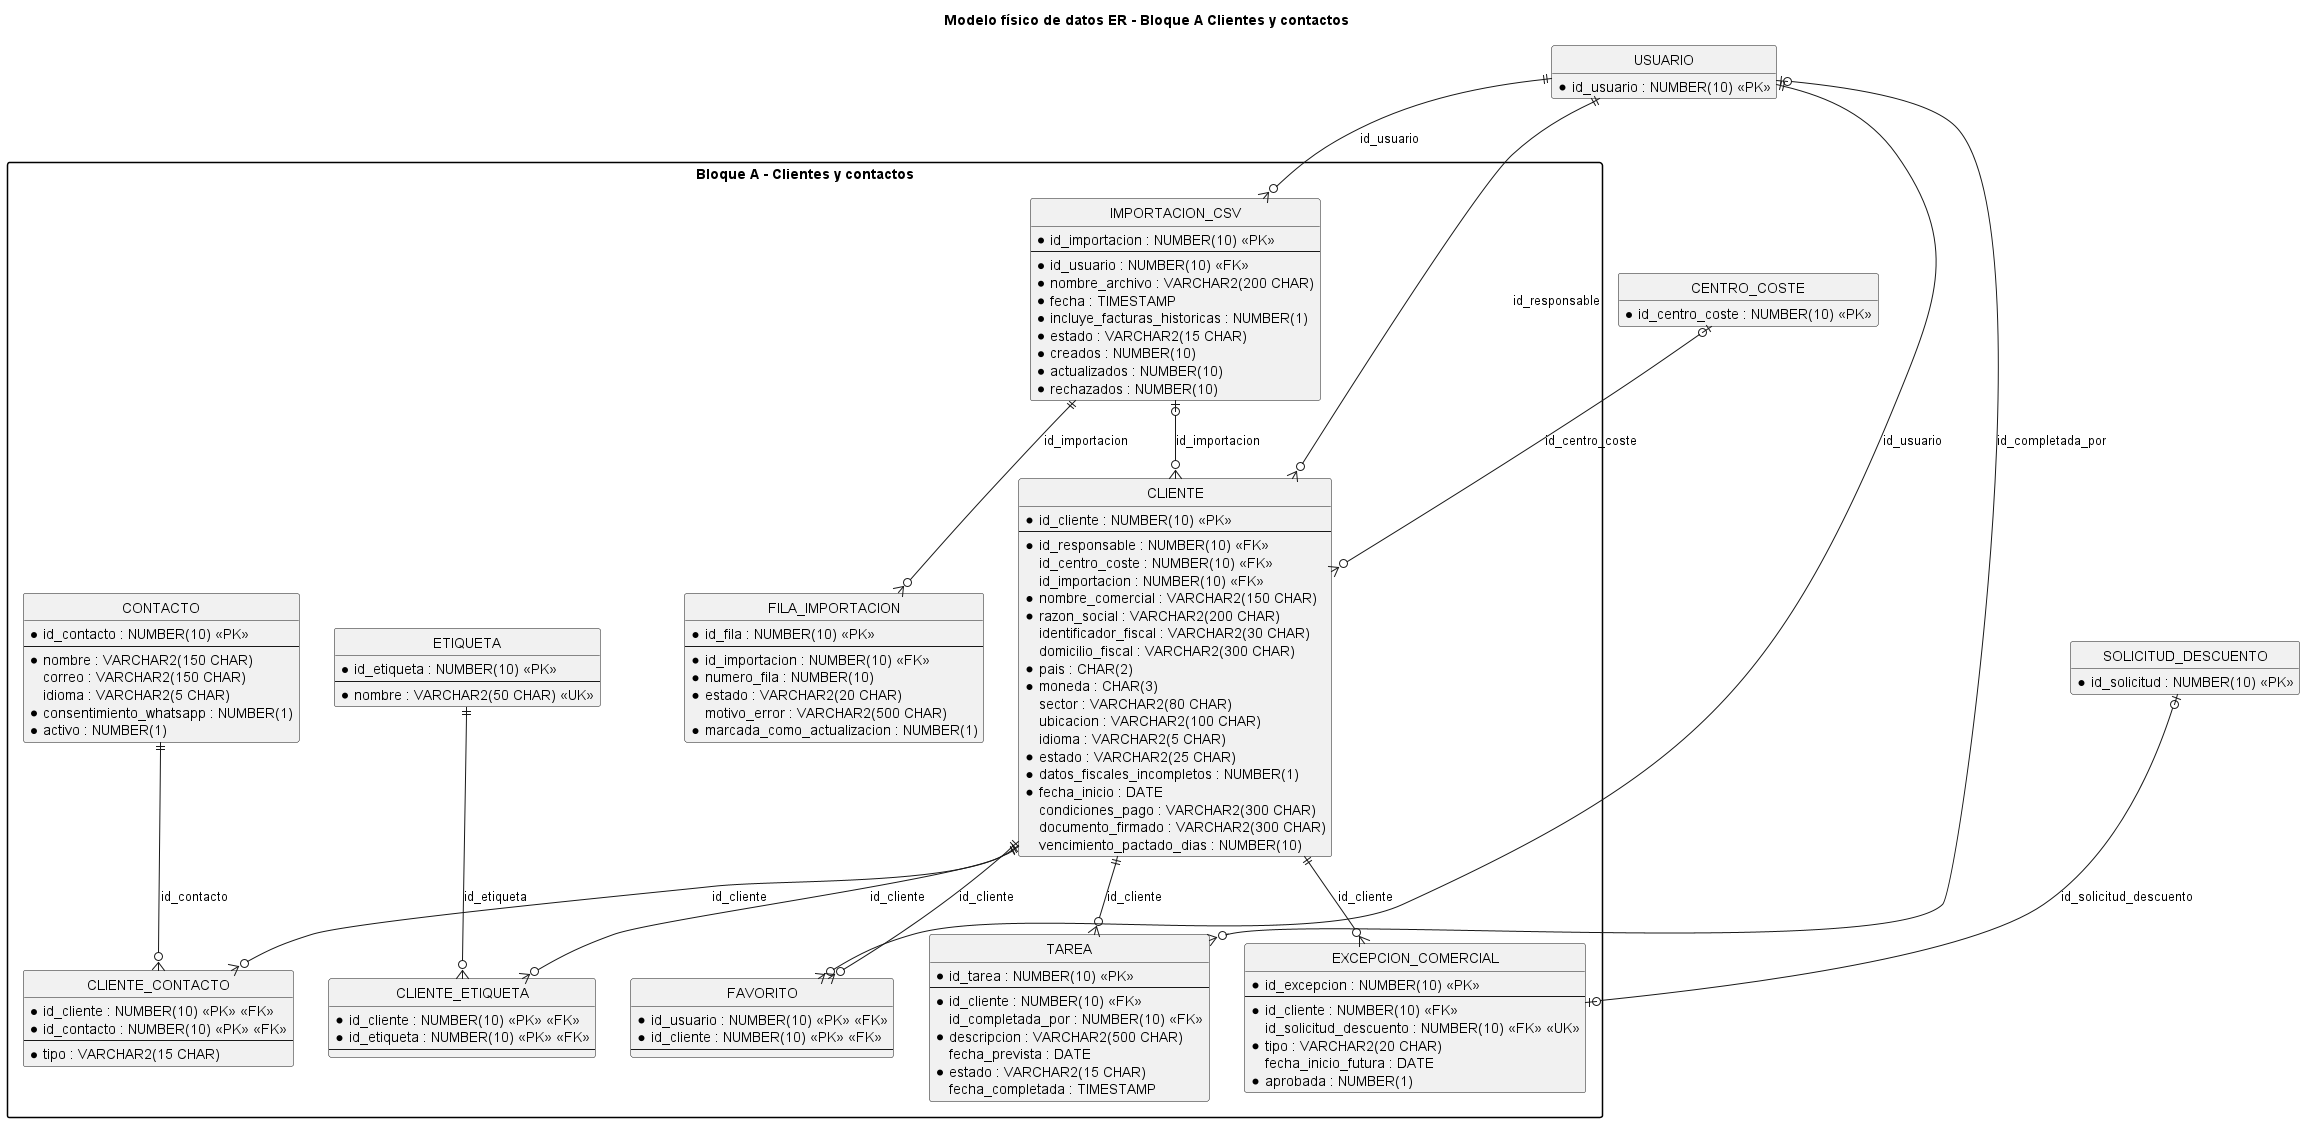 Modelo físico de datos ER - Bloque A Clientes y contactos
USUARIO
* id_usuario : NUMBER(10) «PK»
id_usuario
Bloque A - Clientes y contactos
IMPORTACION_CSV
* id_importacion : NUMBER(10) «PK»
* id_usuario : NUMBER(10) «FK»
* nombre_archivo : VARCHAR2(200 CHAR)
* fecha : TIMESTAMP
* incluye_facturas_historicas : NUMBER(1)
* estado : VARCHAR2(15 CHAR)
* creados : NUMBER(10)
* actualizados : NUMBER(10)
* rechazados : NUMBER(10)
id_responsable
CENTRO_COSTE
* id_centro_coste : NUMBER(10) «PK»
id_importacion
id_importacion
id_centro_coste
id_usuario
id_completada_por
CLIENTE
* id_cliente : NUMBER(10) «PK»
* id_responsable : NUMBER(10) «FK»
id_centro_coste : NUMBER(10) «FK»
id_importacion : NUMBER(10) «FK»
* nombre_comercial : VARCHAR2(150 CHAR)
* razon_social : VARCHAR2(200 CHAR)
identificador_fiscal : VARCHAR2(30 CHAR)
domicilio_fiscal : VARCHAR2(300 CHAR)
* pais : CHAR(2)
* moneda : CHAR(3)
sector : VARCHAR2(80 CHAR)
ubicacion : VARCHAR2(100 CHAR)
idioma : VARCHAR2(5 CHAR)
* estado : VARCHAR2(25 CHAR)
* datos_fiscales_incompletos : NUMBER(1)
* fecha_inicio : DATE
condiciones_pago : VARCHAR2(300 CHAR)
documento_firmado : VARCHAR2(300 CHAR)
vencimiento_pactado_dias : NUMBER(10)
CONTACTO
* id_contacto : NUMBER(10) «PK»
* nombre : VARCHAR2(150 CHAR)
correo : VARCHAR2(150 CHAR)
idioma : VARCHAR2(5 CHAR)
* consentimiento_whatsapp : NUMBER(1)
* activo : NUMBER(1)
ETIQUETA
* id_etiqueta : NUMBER(10) «PK»
* nombre : VARCHAR2(50 CHAR) «UK»
FILA_IMPORTACION
* id_fila : NUMBER(10) «PK»
* id_importacion : NUMBER(10) «FK»
* numero_fila : NUMBER(10)
* estado : VARCHAR2(20 CHAR)
motivo_error : VARCHAR2(500 CHAR)
* marcada_como_actualizacion : NUMBER(1)
SOLICITUD_DESCUENTO
* id_solicitud : NUMBER(10) «PK»
id_contacto
id_etiqueta
id_cliente
id_cliente
id_cliente
id_cliente
id_cliente
id_solicitud_descuento
CLIENTE_CONTACTO
* id_cliente : NUMBER(10) «PK» «FK»
* id_contacto : NUMBER(10) «PK» «FK»
* tipo : VARCHAR2(15 CHAR)
CLIENTE_ETIQUETA
* id_cliente : NUMBER(10) «PK» «FK»
* id_etiqueta : NUMBER(10) «PK» «FK»
FAVORITO
* id_usuario : NUMBER(10) «PK» «FK»
* id_cliente : NUMBER(10) «PK» «FK»
TAREA
* id_tarea : NUMBER(10) «PK»
* id_cliente : NUMBER(10) «FK»
id_completada_por : NUMBER(10) «FK»
* descripcion : VARCHAR2(500 CHAR)
fecha_prevista : DATE
* estado : VARCHAR2(15 CHAR)
fecha_completada : TIMESTAMP
EXCEPCION_COMERCIAL
* id_excepcion : NUMBER(10) «PK»
* id_cliente : NUMBER(10) «FK»
id_solicitud_descuento : NUMBER(10) «FK» «UK»
* tipo : VARCHAR2(20 CHAR)
fecha_inicio_futura : DATE
* aprobada : NUMBER(1)